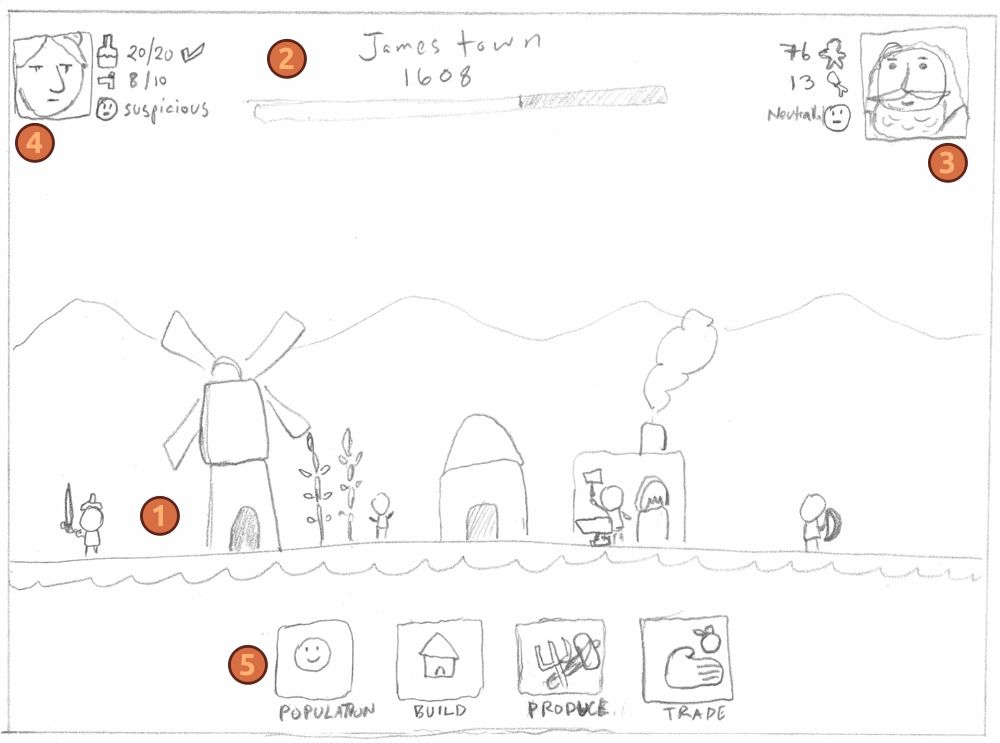 20/20
8/10
suspicious
4
2
James town
1608
76
13
Neutral
3
1
5
POPULATION
BUILD
PRODUCE
TRADE